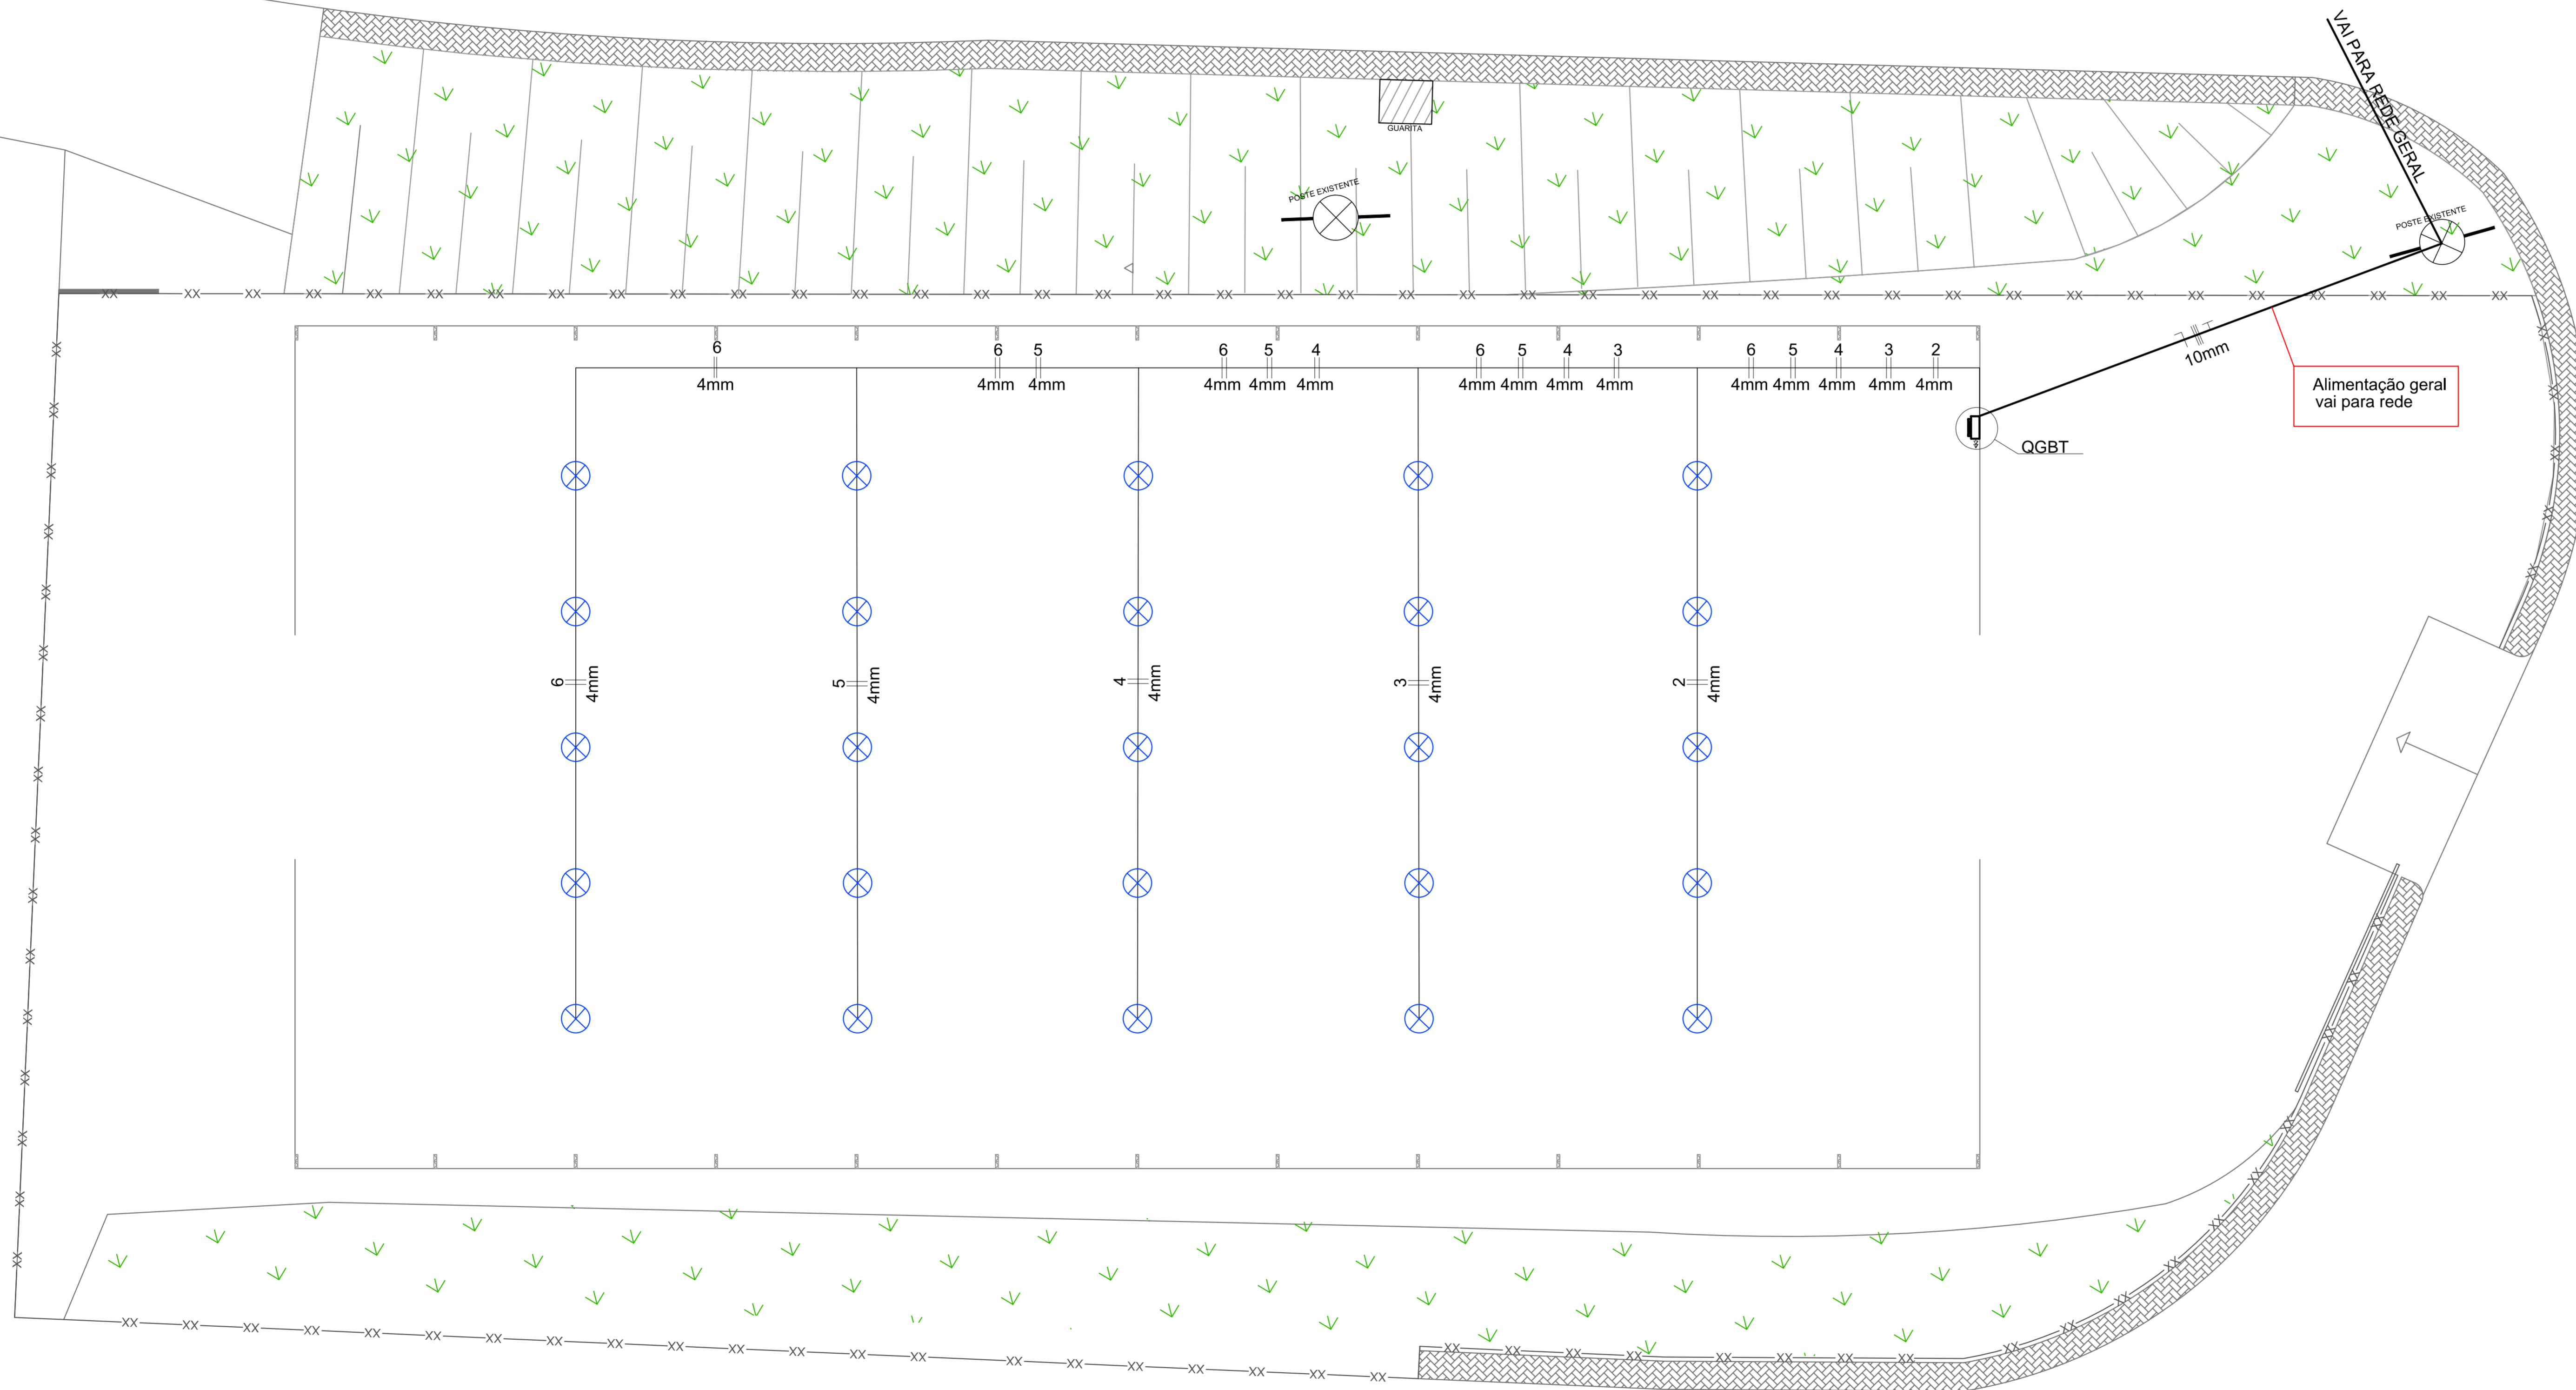 VAI PARA REDE GERAL
GUARITA
POSTE EXISTENTE
POSTE EXISTENTE
6 6 5 6 5 4 6 5 4 3 6 5 4 3 2
4mm 4mm 4mm 4mm 4mm 4mm 4mm 4mm 4mm 4mm 4mm 4mm 4mm 4mm 4mm
10mm
Alimentação geral
vai para rede
QGBT
6 4mm
5 4mm
4 4mm
3 4mm
2 4mm